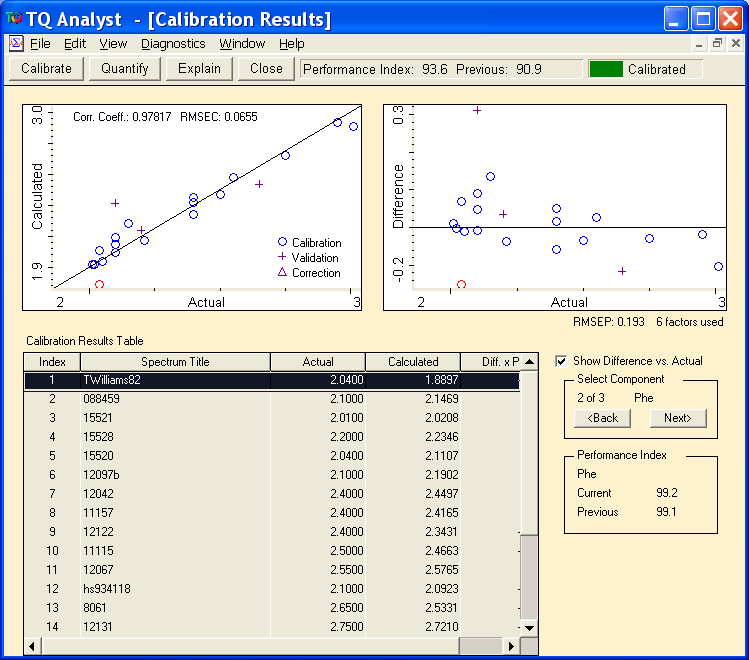 TQ Analyst - [Calibration Results]
File Edit View Diagnostics Window Help
Calibrate Quantify Explain Close Performance Index: 93.6 Previous: 90.9 Calibrated
Corr. Coeff.: 0.97817 RMSEC: 0.0655
3.0
Calculated
1.9
Calibration
Validation
Correction
2 Actual 3
0.3
Difference
-0.2
2 Actual 3
RMSEP: 0.193 6 factors used
Calibration Results Table
Index Spectrum Title Actual Calculated Diff. x P
1 TWilliams82 2.0400 1.8897
2 088459 2.1000 2.1469
3 15521 2.0100 2.0208
4 15528 2.2000 2.2346
5 15520 2.0400 2.1107
6 12097b 2.1000 2.1902
7 12042 2.4000 2.4497
8 11157 2.4000 2.4165
9 12122 2.4000 2.3431
10 11115 2.5000 2.4663
11 12067 2.5500 2.5765
12 hs934118 2.1000 2.0923
13 8061 2.6500 2.5331
14 12131 2.7500 2.7210
Show Difference vs. Actual
Select Component
2 of 3 Phe
<Back Next>
Performance Index
Phe
Current 99.2
Previous 99.1